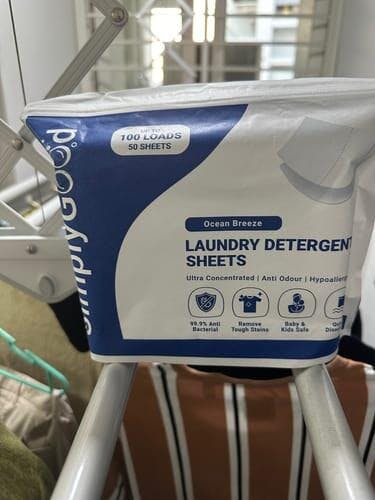 SimplyGood
UP TO
100 LOADS
50 SHEETS
Ocean Breeze
LAUNDRY DETERGENT
SHEETS
Ultra Concentrated | Anti Odour | Hypoallerg
99.9% Anti
Bacterial
Remove
Tough Stains
Baby &
Kids Safe